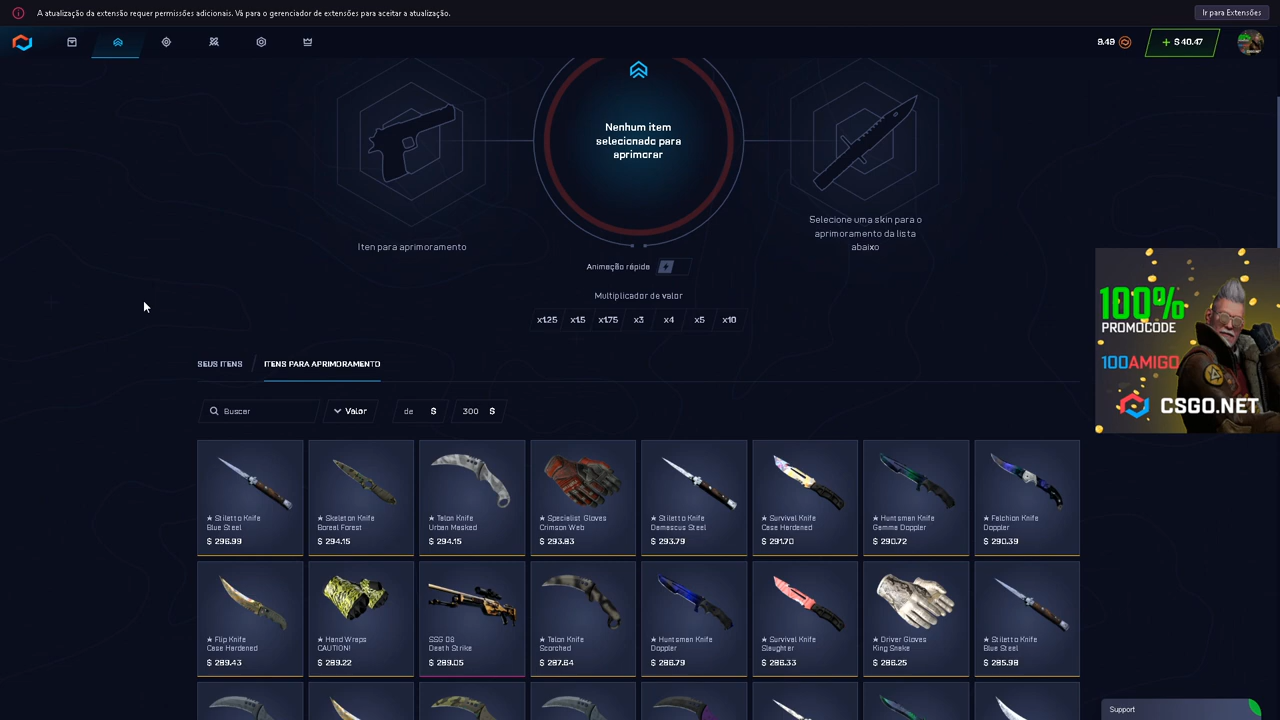 A atualização da extensão requer permissões adicionais. Vá para o gerenciador de extensões para aceitar a atualização.
Ir para Extensões
9.49
+ $ 40.47
Nenhum item
selecionado para
aprimorar
Iten para aprimoramento
Selecione uma skin para o
aprimoramento da lista
abaixo
Animação rápida
Multiplicador de valor
x1.25 x1.5 x1.75 x3 x4 x5 x10
100%
PROMOCODE
100AMIGO
CSGO.NET
SEUS ITENS
ITENS PARA APRIMORAMENTO
Buscar
Valor
de $
300 $
★ Stiletto Knife
Blue Steel
$ 296.99
★ Skeleton Knife
Boreal Forest
$ 294.15
★ Talon Knife
Urban Masked
$ 294.15
★ Specialist Gloves
Crimson Web
$ 293.83
★ Stiletto Knife
Damascus Steel
$ 293.79
★ Survival Knife
Case Hardened
$ 291.70
★ Huntsman Knife
Gamma Doppler
$ 290.72
★ Falchion Knife
Doppler
$ 290.39
★ Flip Knife
Case Hardened
$ 289.43
★ Hand Wraps
CAUTION!
$ 289.22
SSG 08
Death Strike
$ 289.05
★ Talon Knife
Scorched
$ 287.64
★ Huntsman Knife
Doppler
$ 286.79
★ Survival Knife
Slaughter
$ 286.33
★ Driver Gloves
King Snake
$ 286.25
★ Stiletto Knife
Blue Steel
$ 285.98
Support